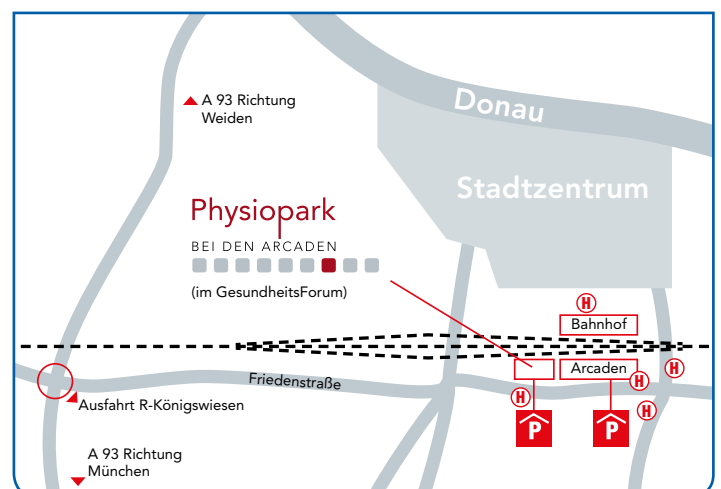 Donau
A 93 Richtung
Weiden
Stadtzentrum
Physiopark
BEI DEN ARCADEN
(im GesundheitsForum)
H
Bahnhof
Arcaden
H
H
Friedenstraße
H
H
Ausfahrt R-Königswiesen
P
P
A 93 Richtung
München